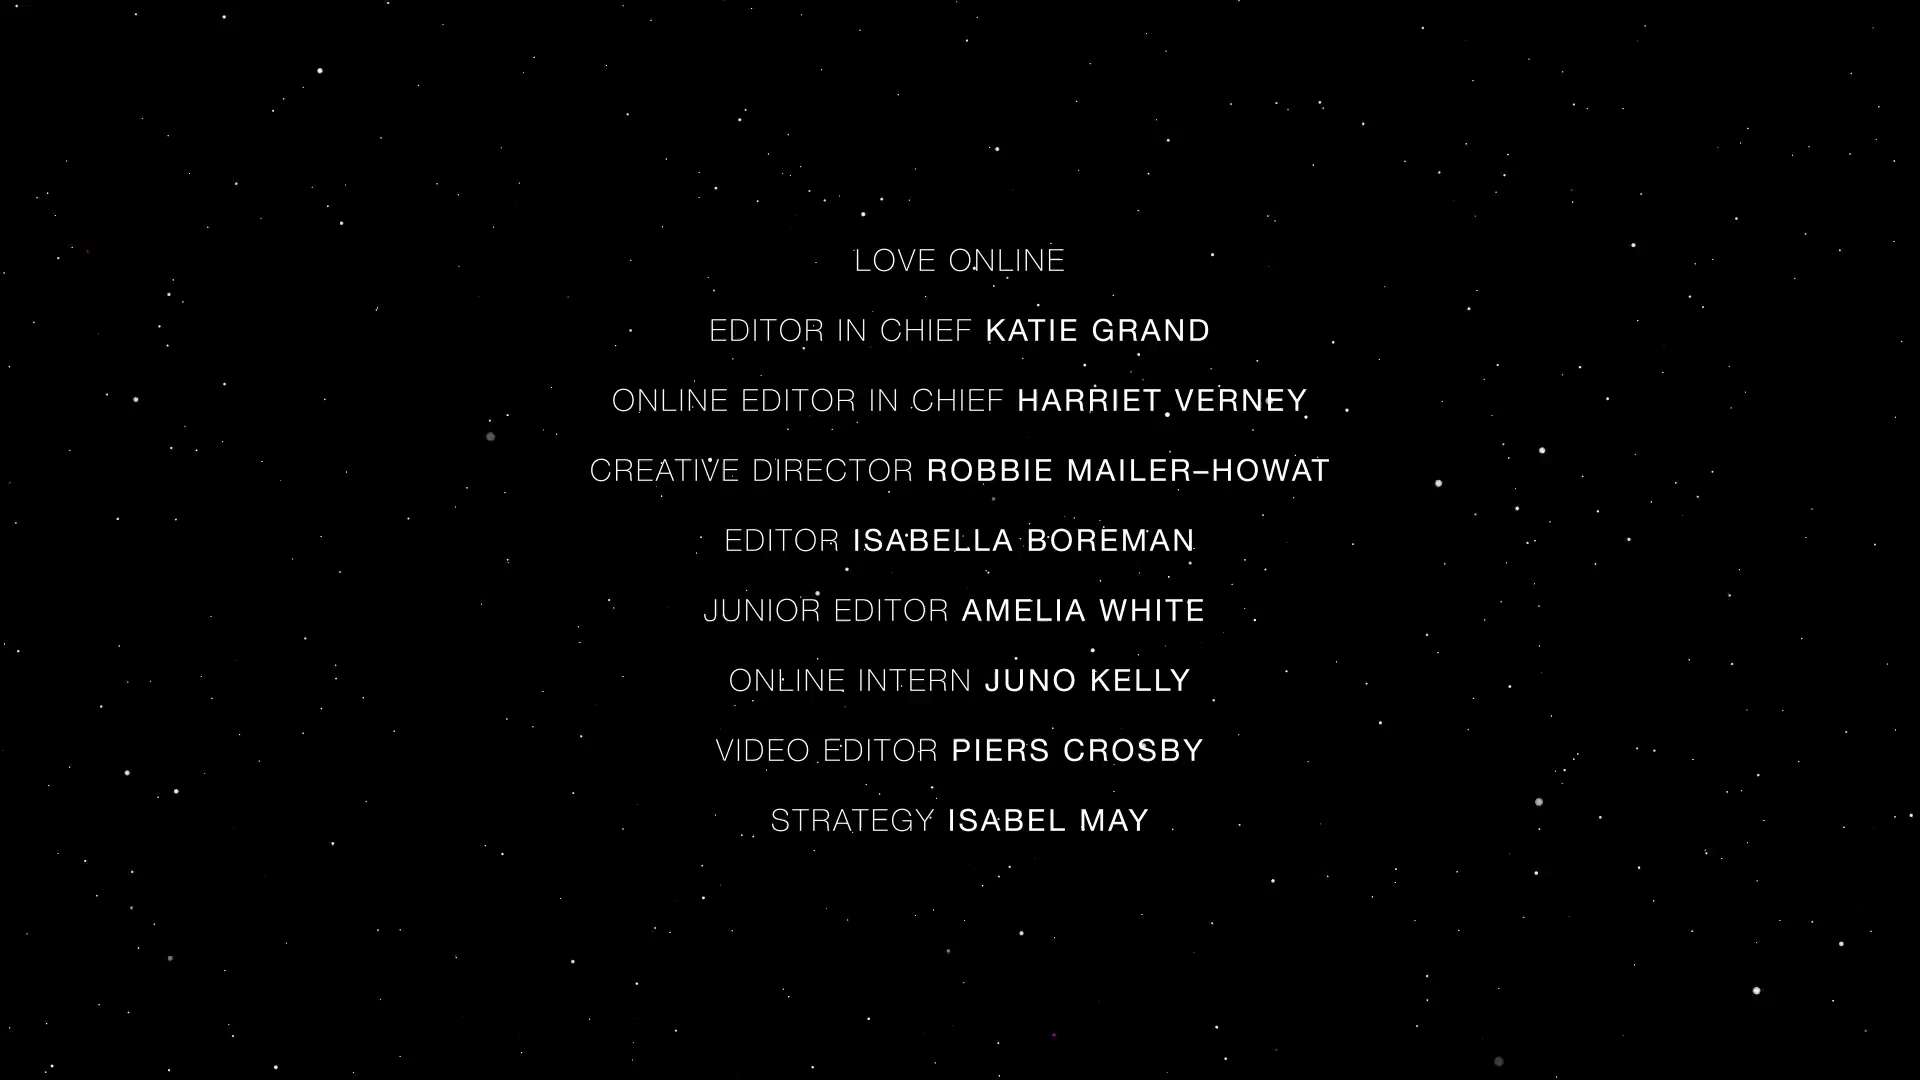 LOVE ONLINE
EDITOR IN CHIEF KATIE GRAND
ONLINE EDITOR IN CHIEF HARRIET VERNEY
CREATIVE DIRECTOR ROBBIE MAILER–HOWAT
EDITOR ISABELLA BOREMAN
JUNIOR EDITOR AMELIA WHITE
ONLINE INTERN JUNO KELLY
VIDEO EDITOR PIERS CROSBY
STRATEGY ISABEL MAY